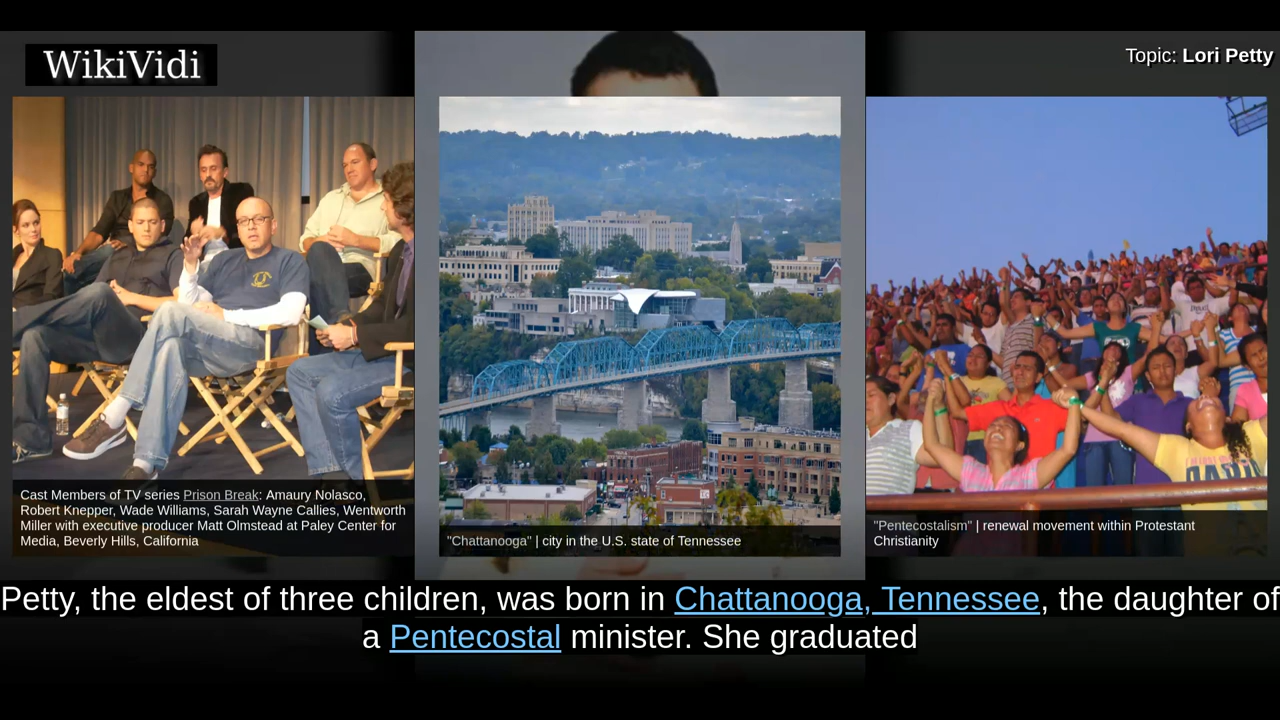 WikiVidi
Topic: Lori Petty
Cast Members of TV series Prison Break: Amaury Nolasco,
Robert Knepper, Wade Williams, Sarah Wayne Callies, Wentworth
Miller with executive producer Matt Olmstead at Paley Center for
Media, Beverly Hills, California
"Chattanooga" | city in the U.S. state of Tennessee
"Pentecostalism" | renewal movement within Protestant
Christianity
Petty, the eldest of three children, was born in Chattanooga, Tennessee, the daughter of
a Pentecostal minister. She graduated